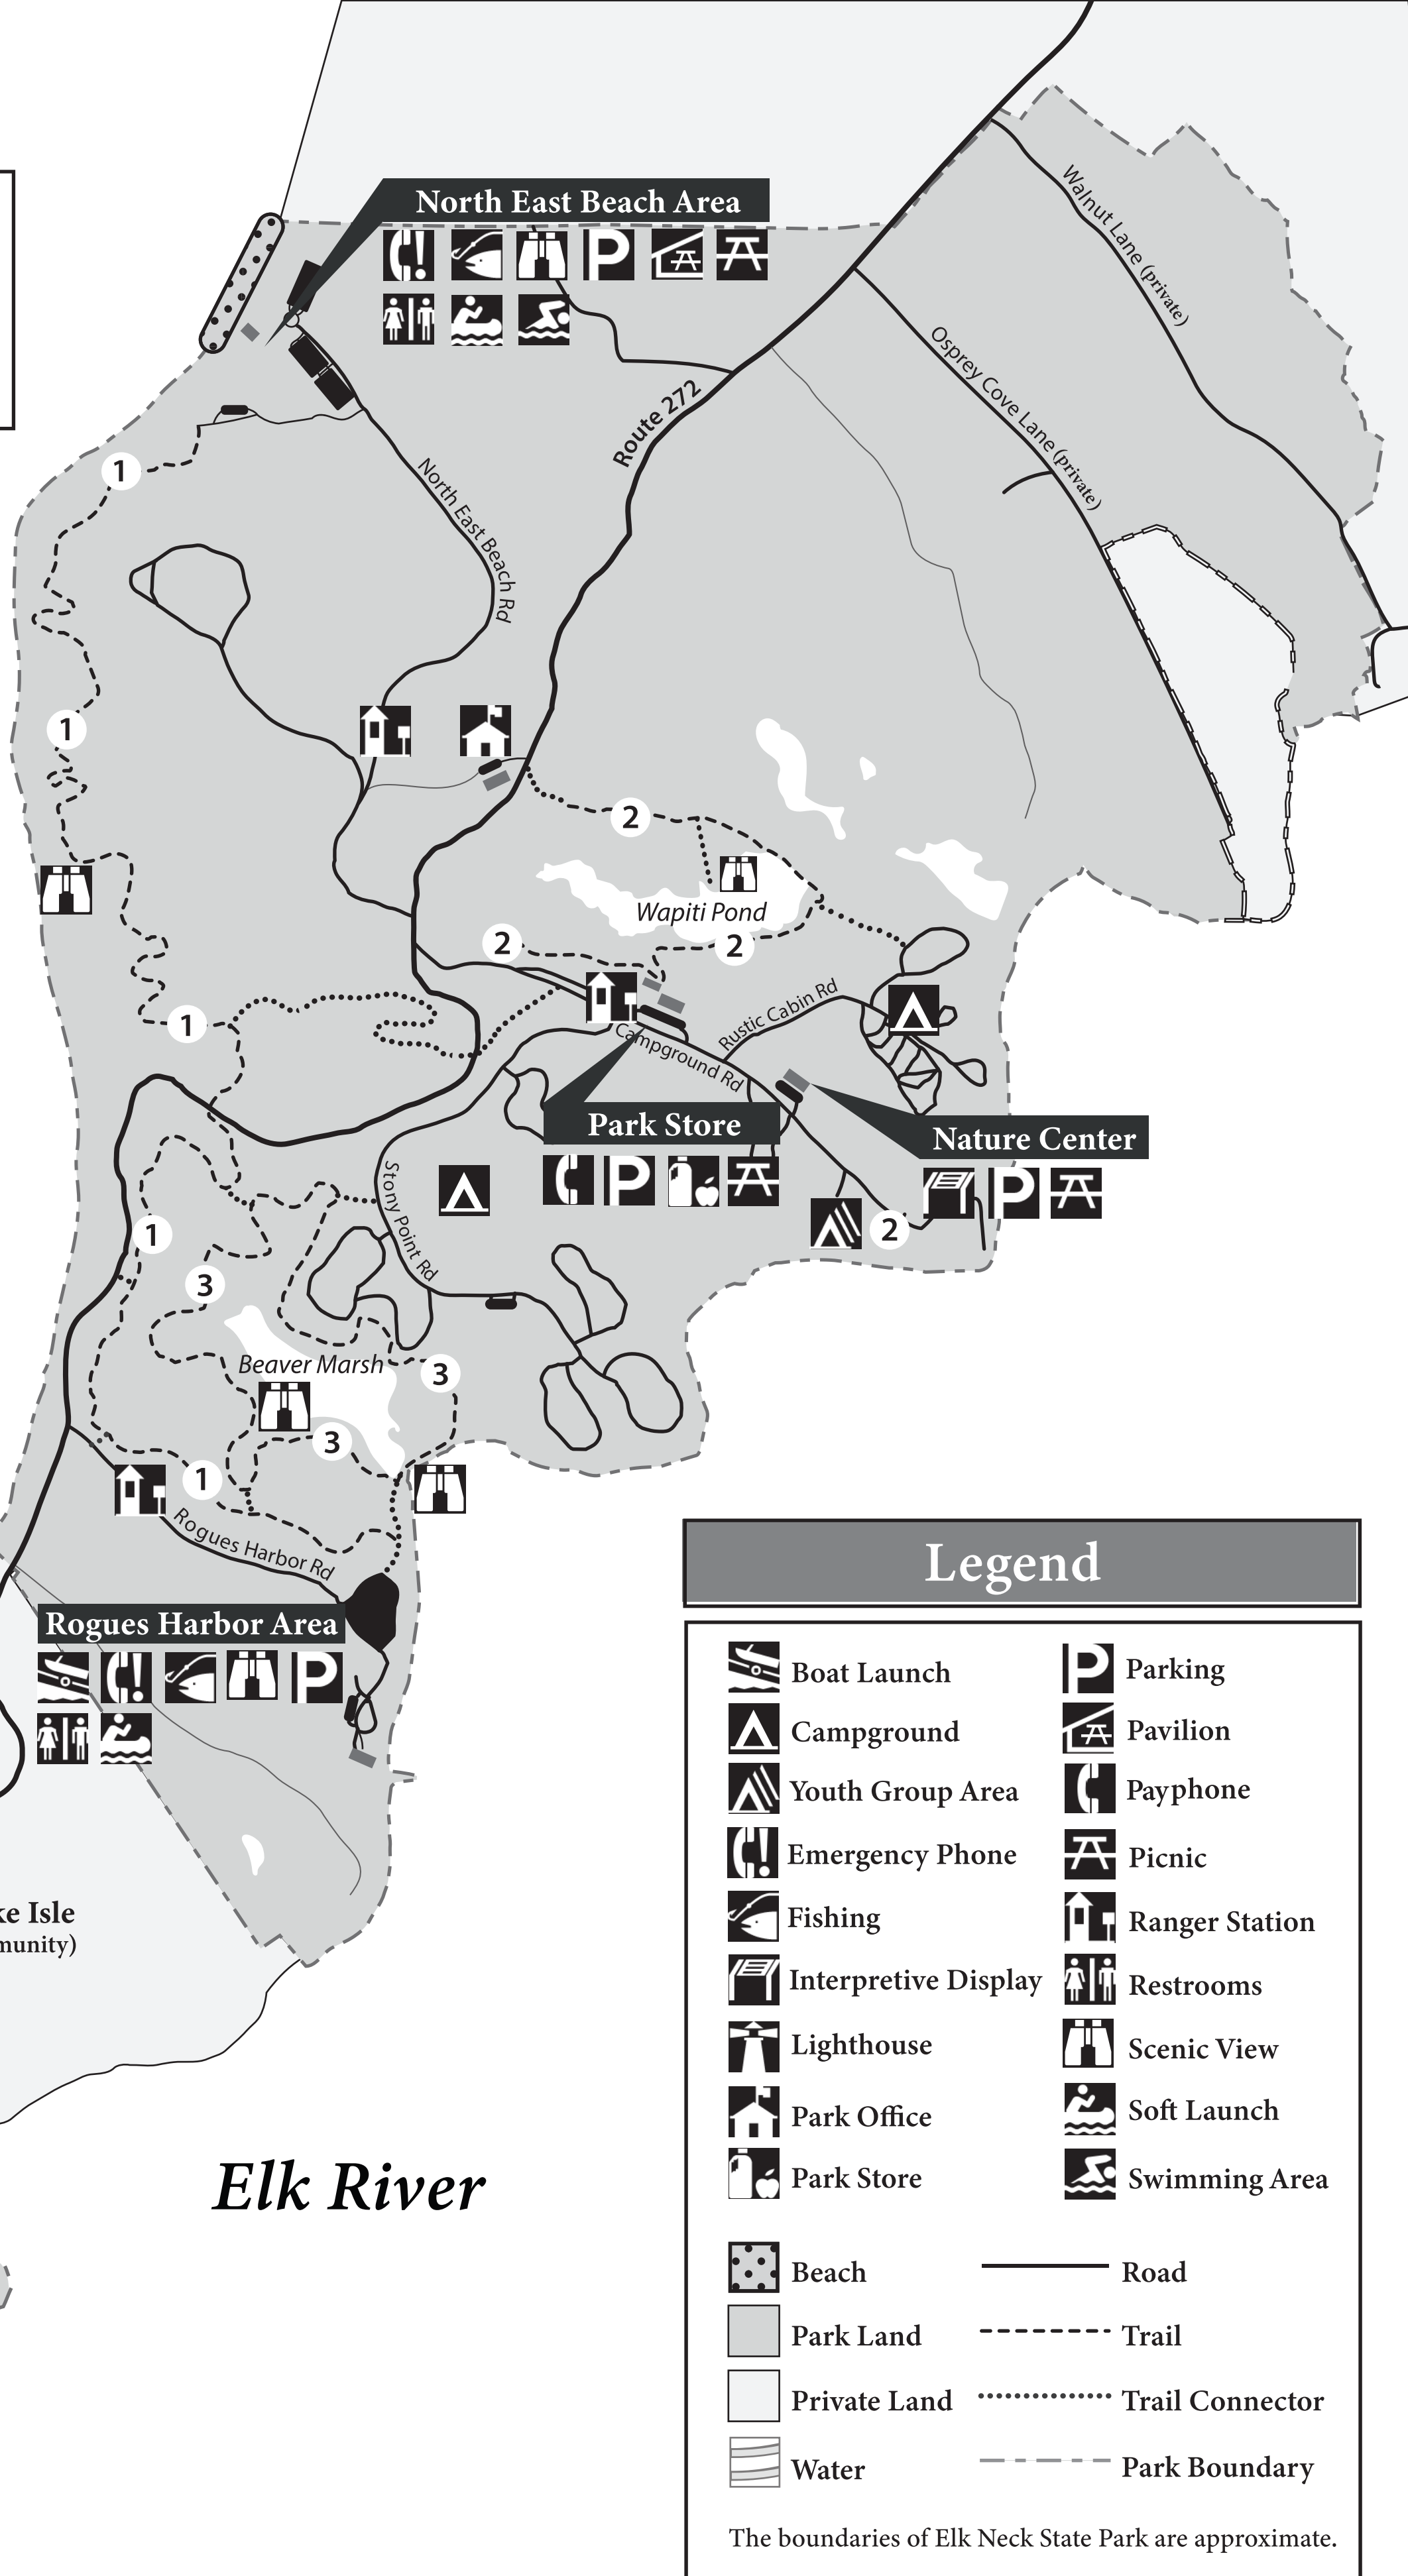 North East Beach Area
Walnut Lane (private)
Osprey Cove Lane (private)
Route 272
1
North East Beach Rd
1
2
Wapiti Pond
2
2
Rustic Cabin Rd
1
Campground Rd
Park Store
Nature Center
Stony Point Rd
1
2
3
Beaver Marsh
3
3
1
Rogues Harbor Rd
Rogues Harbor Area
Legend
Boat Launch
Campground
Youth Group Area
Emergency Phone
Fishing
Interpretive Display
Lighthouse
Park Office
Park Store
Parking
Pavilion
Payphone
Picnic
Ranger Station
Restrooms
Scenic View
Soft Launch
Swimming Area
Beach
Park Land
Private Land
Water
Road
Trail
Trail Connector
Park Boundary
The boundaries of Elk Neck State Park are approximate.
ke Isle
munity)
Elk River